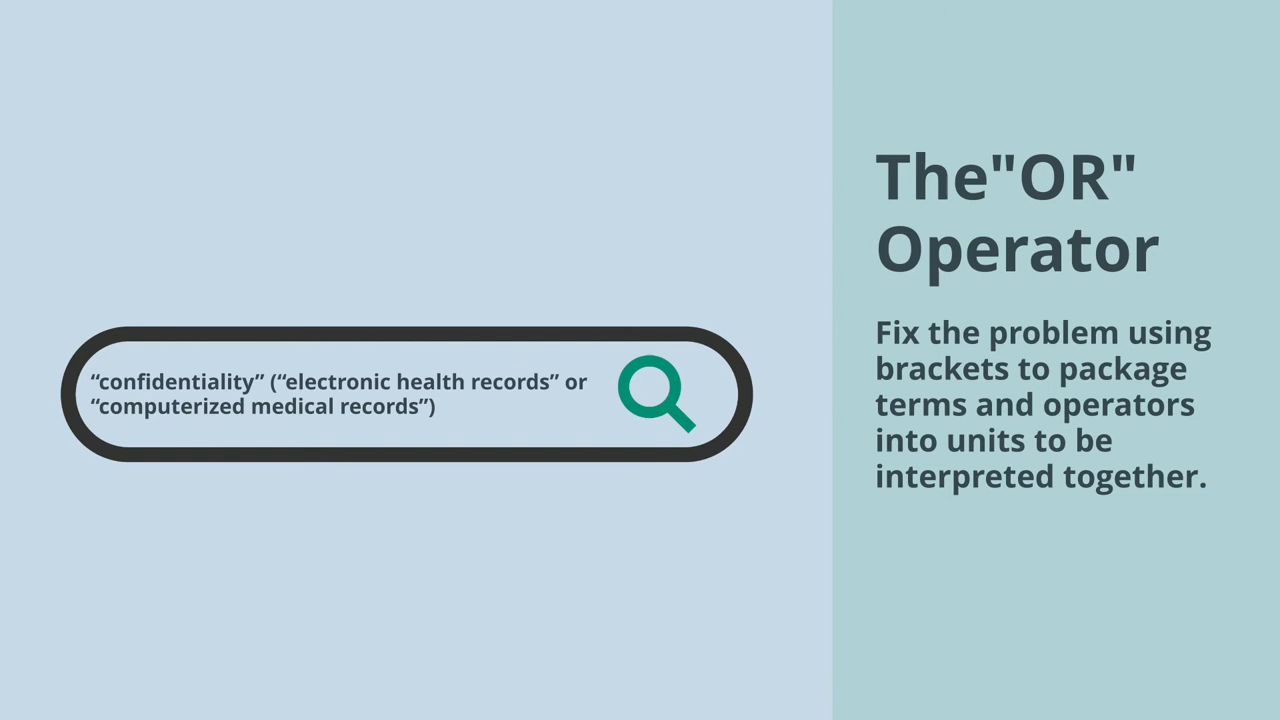 “confidentiality” (“electronic health records” or
“computerized medical records”)
The"OR"
Operator
Fix the problem using
brackets to package
terms and operators
into units to be
interpreted together.